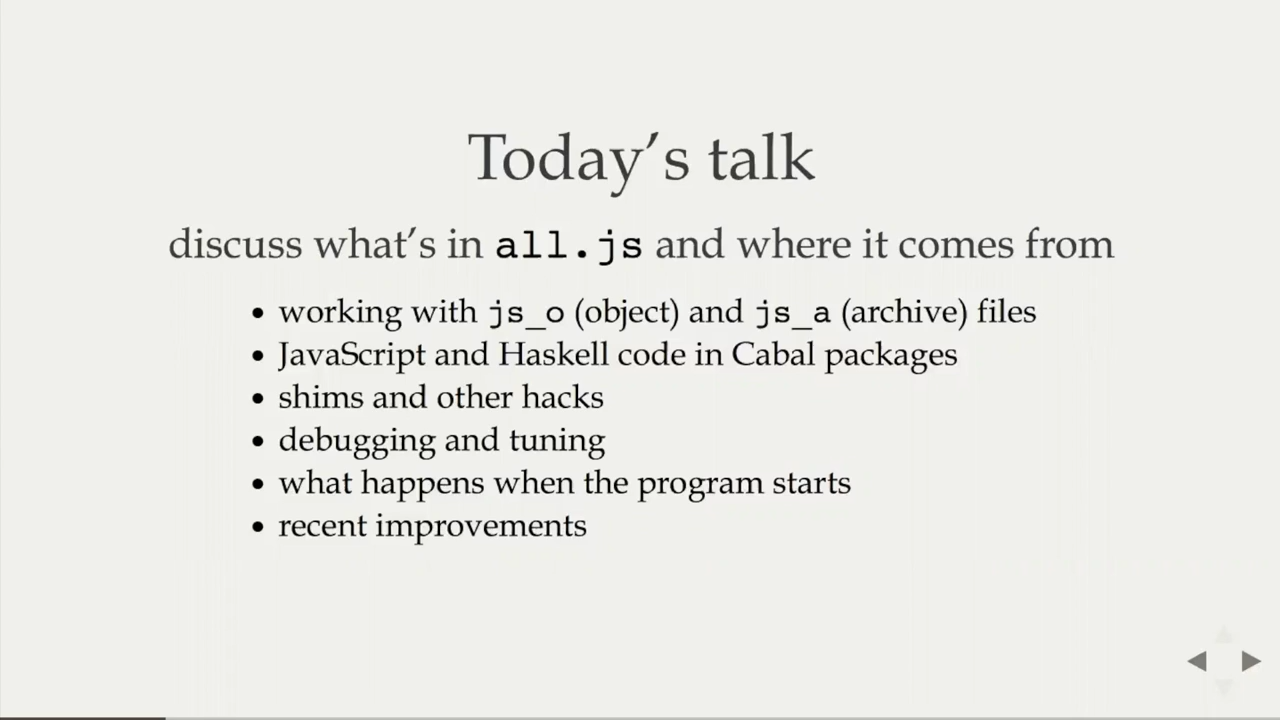 Today’s talk
discuss what’s in all.js and where it comes from
• working with js_o (object) and js_a (archive) files
• JavaScript and Haskell code in Cabal packages
• shims and other hacks
• debugging and tuning
• what happens when the program starts
• recent improvements